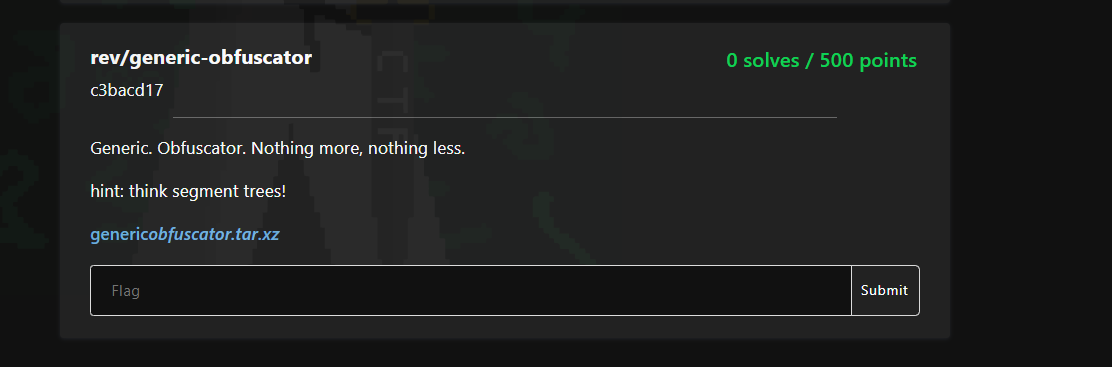 rev/generic-obfuscator
0 solves / 500 points
c3bacd17
Generic. Obfuscator. Nothing more, nothing less.
hint: think segment trees!
genericobfuscator.tar.xz
Flag
Submit
CTF